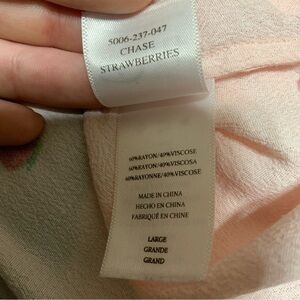 5006-237-047
CHASE
STRAWBERRIES
60%RAYON/40%VISCOSE
60%RAYON/40%VISCOSA
60%RAYONNE/40%VISCOSE
MADE IN CHINA
HECHO EN CHINA
FABRIQUÉ EN CHINE
LARGE
GRANDE
GRAND